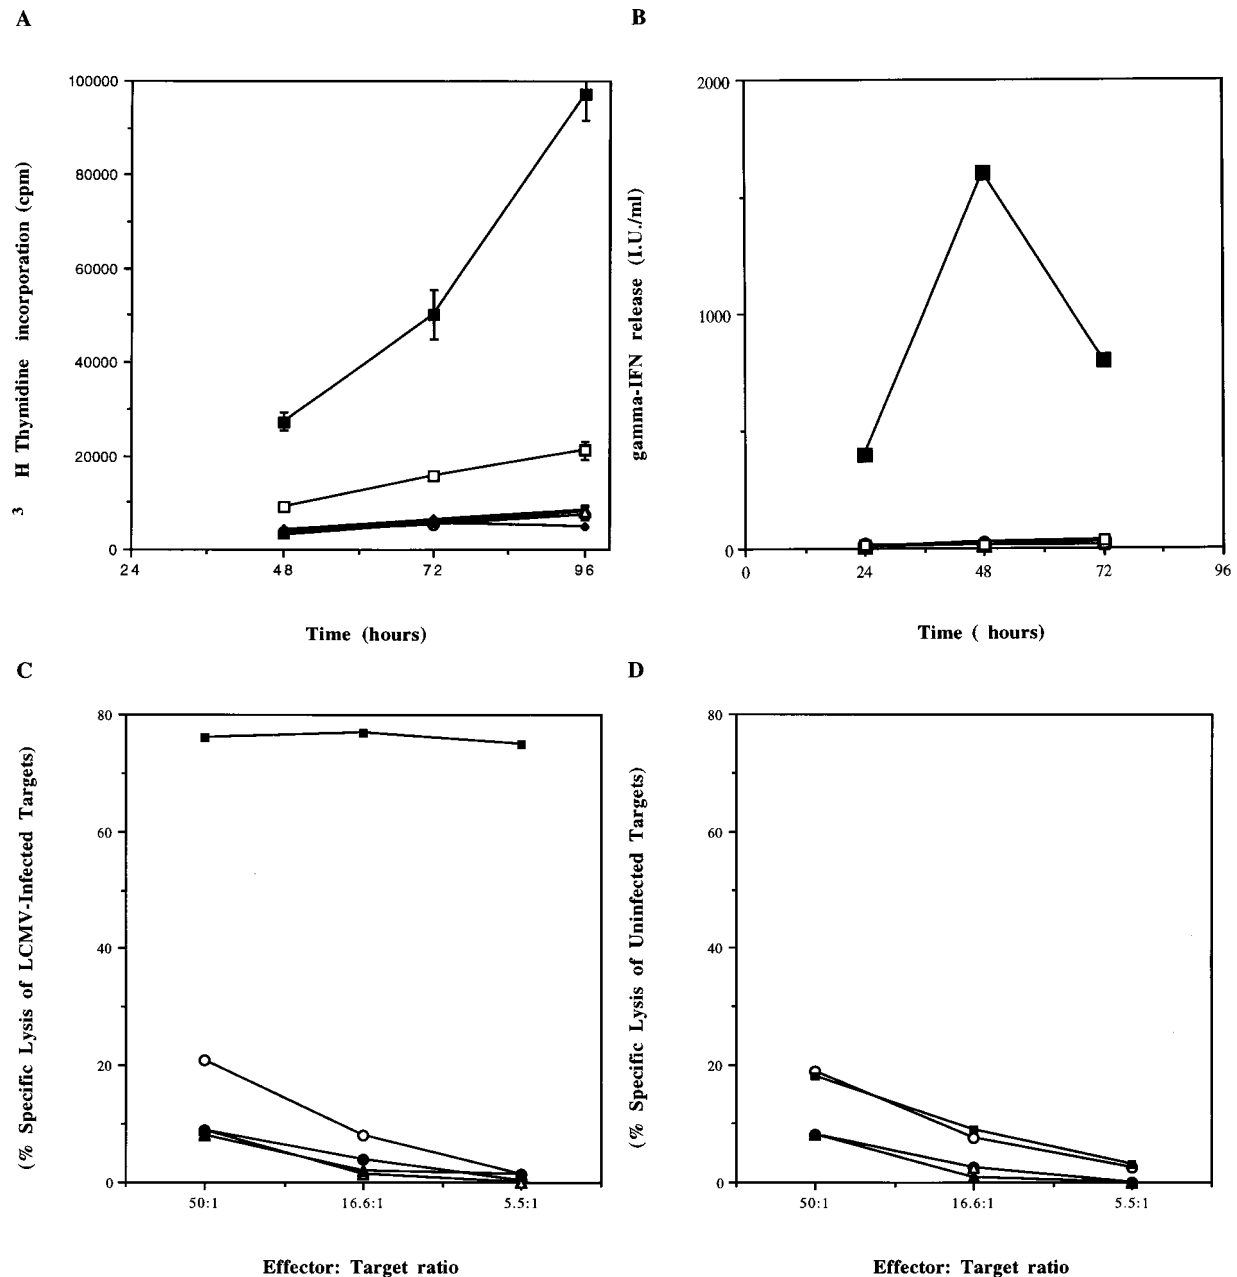 A
100000
80000
60000
40000
20000
0
24
48
72
96
3 H Thymidine incorporation (cpm)
Time (hours)
B
2000
1000
0
0
24
48
72
96
gamma-IFN release (I.U./ml)
Time ( hours)
C
80
60
40
20
0
50:1
16.6:1
5.5:1
(% Specific Lysis of LCMV-Infected Targets)
Effector: Target ratio
D
80
60
40
20
0
50:1
16.6:1
5.5:1
(% Specific Lysis of Uninfected Targets)
Effector: Target ratio